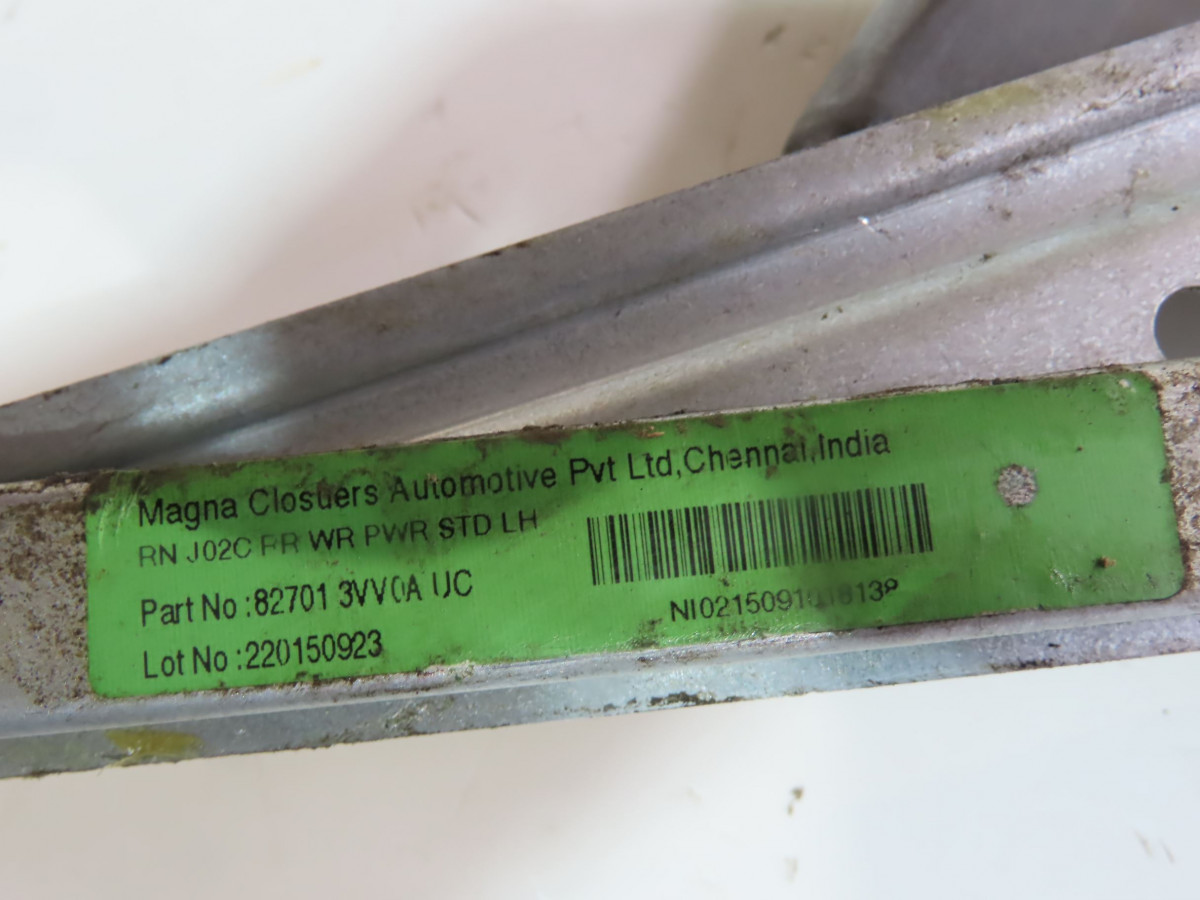 Magna Closuers Automotive Pvt Ltd,Chennai,India
RN J02C RR WR PWR STD LH
Part No :82701 3VV0A UC
Lot No :220150923